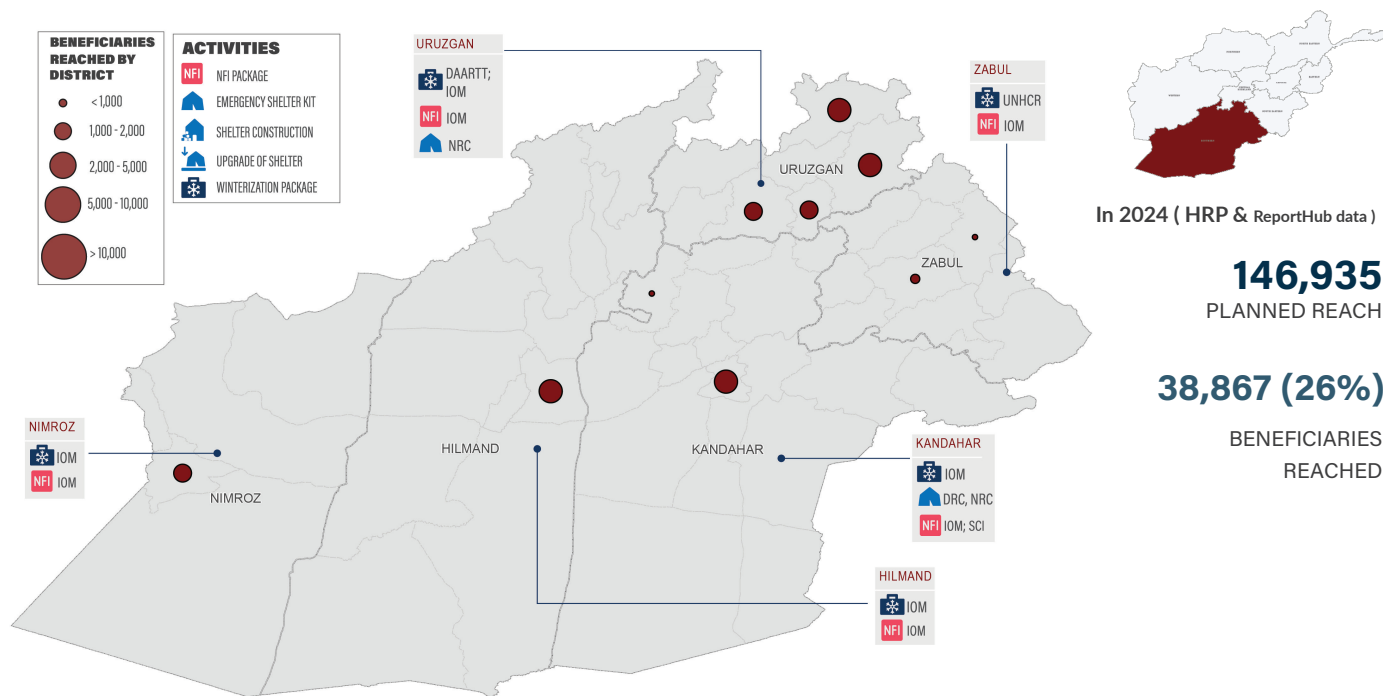 BENEFICIARIES
REACHED BY
DISTRICT
< 1,000
1,000 - 2,000
2,000 - 5,000
5,000 - 10,000
> 10,000
ACTIVITIES
NFI NFI PACKAGE
EMERGENCY SHELTER KIT
SHELTER CONSTRUCTION
UPGRADE OF SHELTER
WINTERIZATION PACKAGE
URUZGAN
DAARTT;
IOM
NFI IOM
NRC
ZABUL
UNHCR
NFI IOM
URUZGAN
ZABUL
In 2024 ( HRP & ReportHub data )
146,935
PLANNED REACH
38,867 (26%)
BENEFICIARIES
REACHED
NIMROZ
IOM
NFI IOM
NIMROZ
HILMAND
KANDAHAR
KANDAHAR
IOM
DRC, NRC
NFI IOM; SCI
HILMAND
IOM
NFI IOM